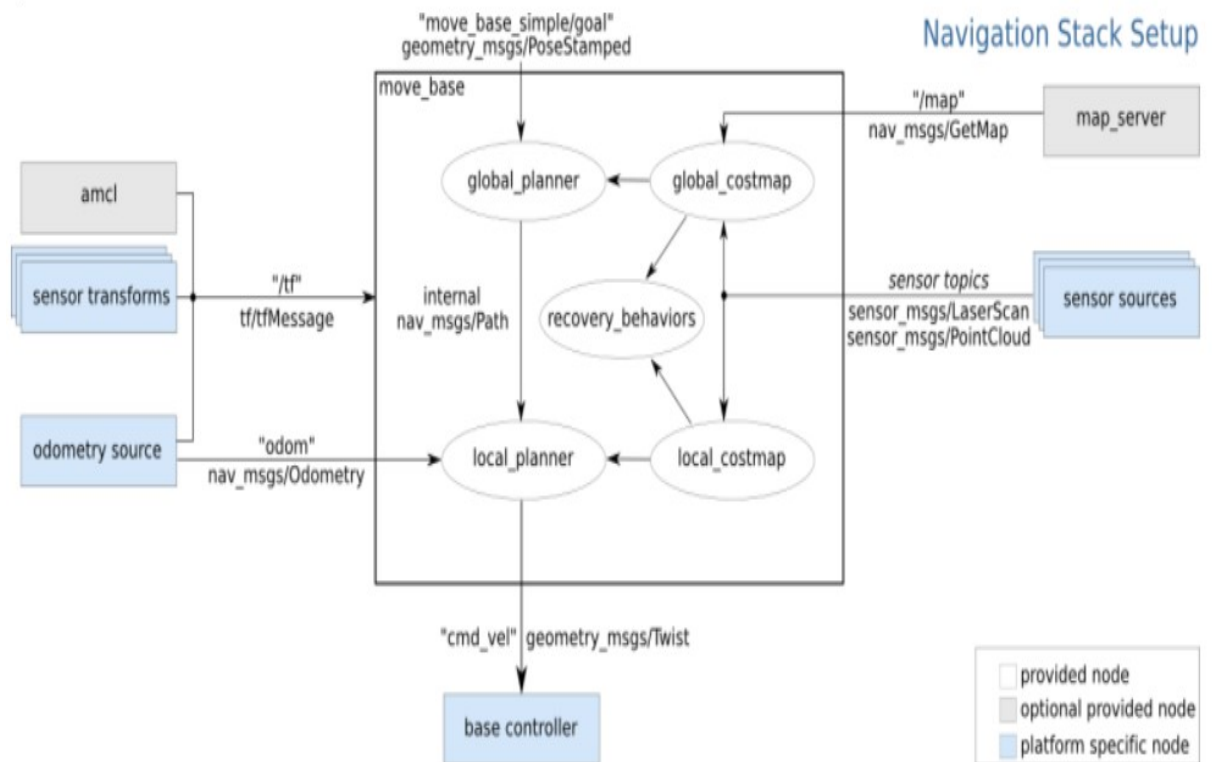 Navigation Stack Setup
"move_base_simple/goal"
geometry_msgs/PoseStamped
move_base
"/map"
nav_msgs/GetMap
map_server
global_planner
global_costmap
amcl
sensor transforms
"/tf"
tf/tfMessage
internal
nav_msgs/Path
recovery_behaviors
sensor topics
sensor_msgs/LaserScan
sensor_msgs/PointCloud
sensor sources
odometry source
"odom"
nav_msgs/Odometry
local_planner
local_costmap
"cmd_vel" geometry_msgs/Twist
base controller
provided node
optional provided node
platform specific node